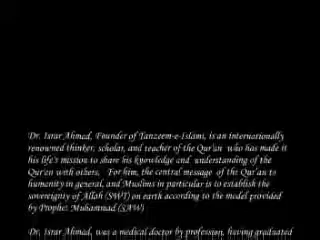 Dr. Israr Ahmad, Founder of Tanzeem-e-Islami, is an internationally
renowned thinker, scholar, and teacher of the Qur'an who has made it
his life's mission to share his knowledge and understanding of the
Qur'an with others. For him, the central message of the Qur'an to
humanity in general, and Muslims in particular is to establish the
sovereignty of Allah (SWT) on earth according to the model provided
by Prophet Muhammad (SAW)
Dr. Israr Ahmad, was a medical doctor by profession, having graduated